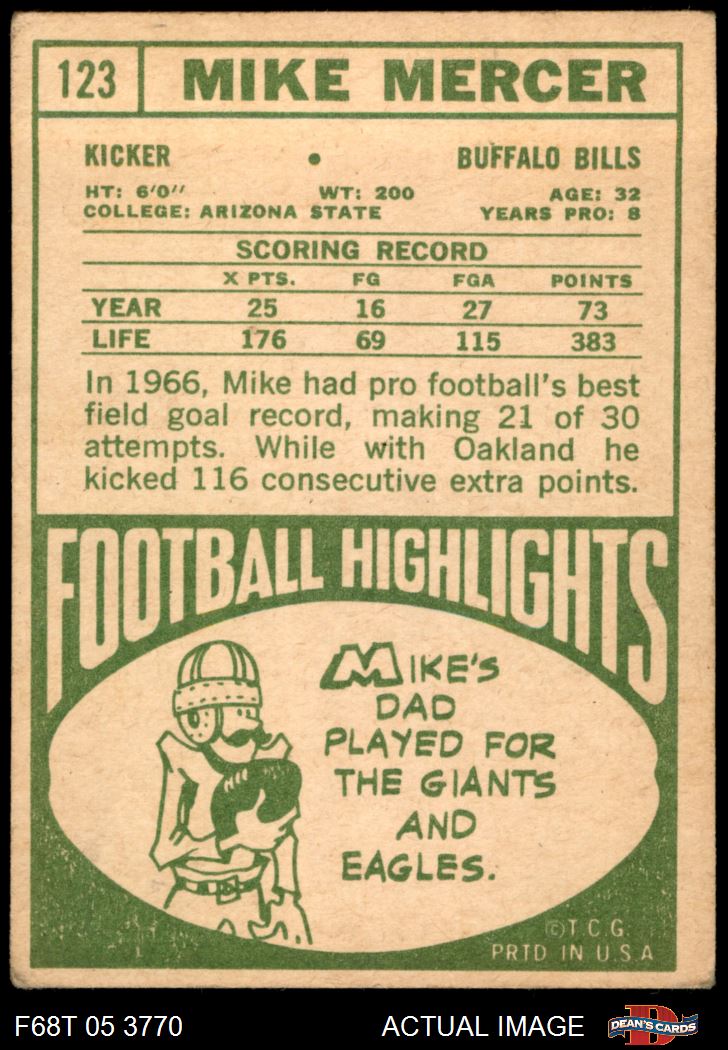 123 MIKE MERCER
KICKER • BUFFALO BILLS
HT: 6'0" WT: 200 AGE: 32
COLLEGE: ARIZONA STATE YEARS PRO: 8
SCORING RECORD
X PTS. FG FGA POINTS
YEAR 25 16 27 73
LIFE 176 69 115 383
In 1966, Mike had pro football's best
field goal record, making 21 of 30
attempts. While with Oakland he
kicked 116 consecutive extra points.
FOOTBALL HIGHLIGHTS
MIKE'S
DAD
PLAYED FOR
THE GIANTS
AND
EAGLES.
©T.C.G.
PRTD IN U.S.A
F68T 05 3770 ACTUAL IMAGE DEAN'S CARDS